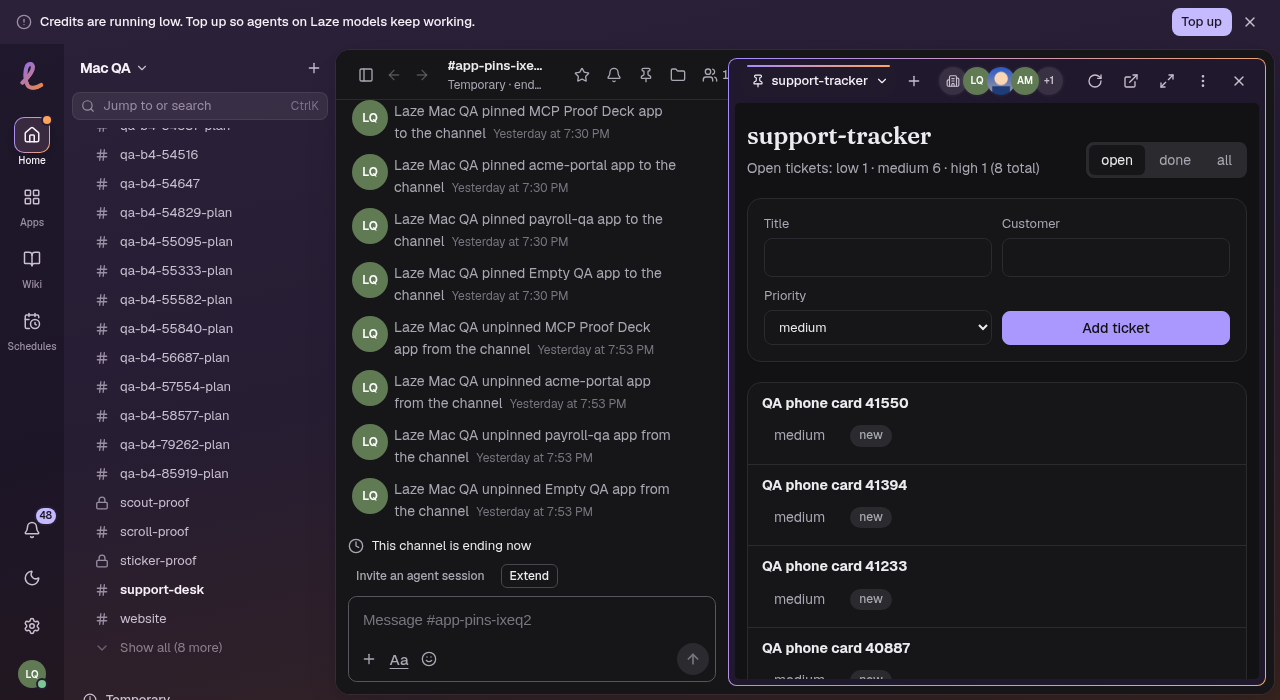 Credits are running low. Top up so agents on Laze models keep working.
Top up
Mac QA
Jump to or search
CtrlK
Home
Apps
Wiki
Schedules
48
LQ
qa-b4-54516
qa-b4-54647
qa-b4-54829-plan
qa-b4-55095-plan
qa-b4-55333-plan
qa-b4-55582-plan
qa-b4-55840-plan
qa-b4-56687-plan
qa-b4-57554-plan
qa-b4-58577-plan
qa-b4-79262-plan
qa-b4-85919-plan
scout-proof
scroll-proof
sticker-proof
support-desk
website
Show all (8 more)
Temporary
#app-pins-ixe...
Temporary · end...
1
LQ
Laze Mac QA pinned MCP Proof Deck app
to the channel Yesterday at 7:30 PM
LQ
Laze Mac QA pinned acme-portal app to the
channel Yesterday at 7:30 PM
LQ
Laze Mac QA pinned payroll-qa app to the
channel Yesterday at 7:30 PM
LQ
Laze Mac QA pinned Empty QA app to the
channel Yesterday at 7:30 PM
LQ
Laze Mac QA unpinned MCP Proof Deck
app from the channel Yesterday at 7:53 PM
LQ
Laze Mac QA unpinned acme-portal app
from the channel Yesterday at 7:53 PM
LQ
Laze Mac QA unpinned payroll-qa app from
the channel Yesterday at 7:53 PM
LQ
Laze Mac QA unpinned Empty QA app from
the channel Yesterday at 7:53 PM
This channel is ending now
Invite an agent session
Extend
Message #app-pins-ixeq2
Aa
support-tracker
LQ
AM
+1
support-tracker
Open tickets: low 1 · medium 6 · high 1 (8 total)
open
done
all
Title
Customer
Priority
medium
Add ticket
QA phone card 41550
medium new
QA phone card 41394
medium new
QA phone card 41233
medium new
QA phone card 40887
medium new